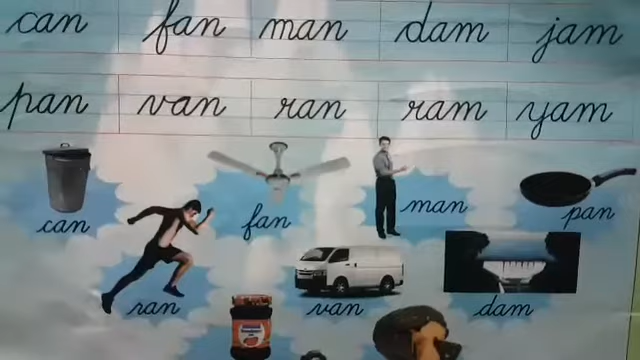 can fan man dam jam
pan van ran ram yam
can fan man pan
ran van dam